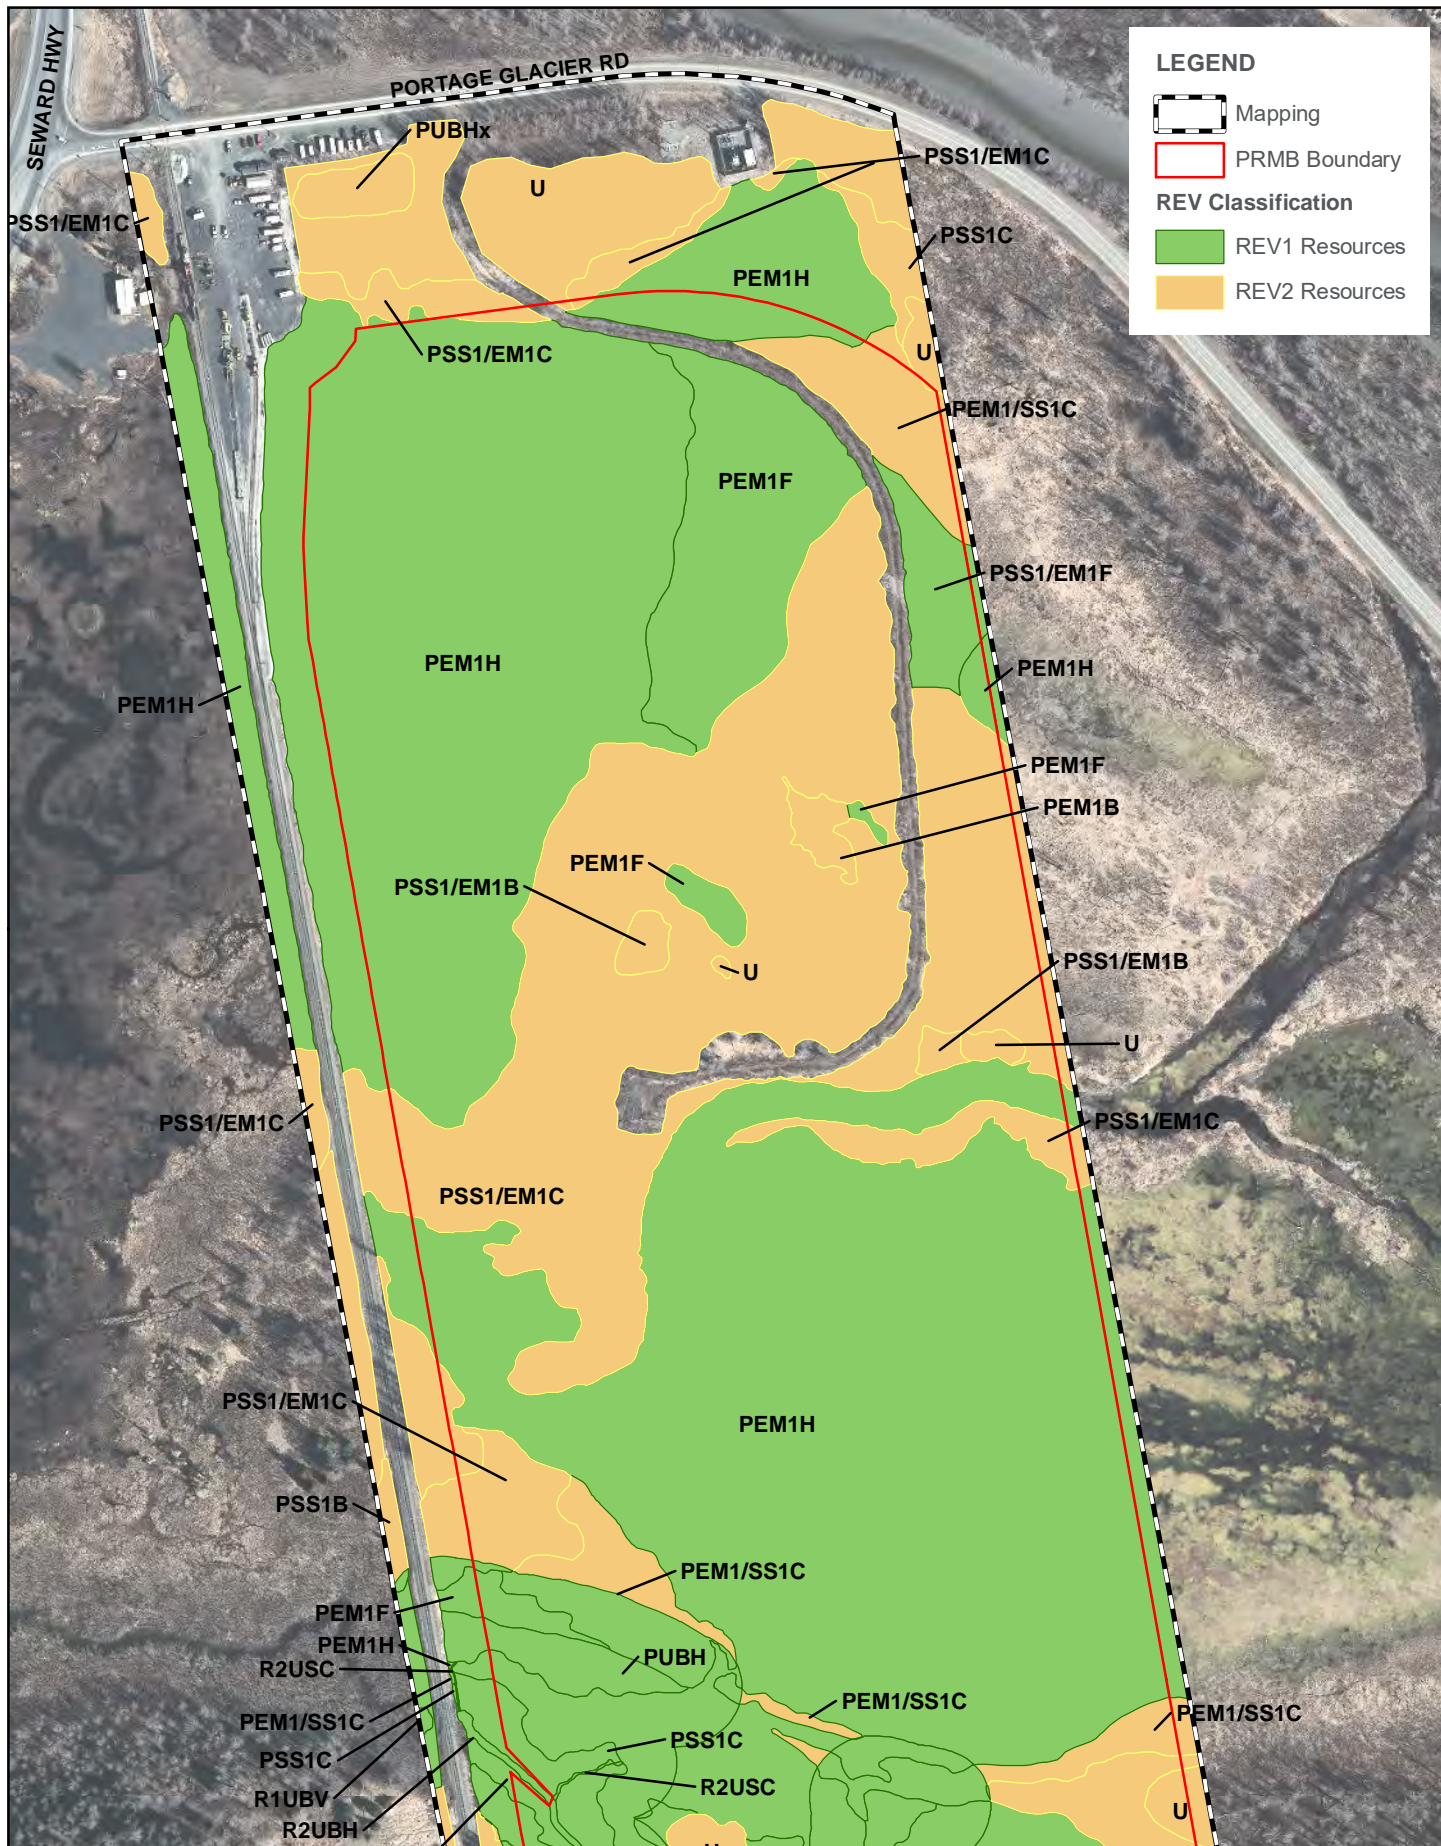 SEWARD HWY
PORTAGE GLACIER RD
LEGEND
Mapping
PRMB Boundary
REV Classification
REV1 Resources
REV2 Resources
PUBHx
PSS1/EM1C
U
PSS1/EM1C
PSS1C
PEM1H
PSS1/EM1C
U
PEM1/SS1C
PEM1F
PSS1/EM1F
PEM1H
PEM1H
PEM1H
PEM1F
PEM1B
PEM1F
PSS1/EM1B
U
PSS1/EM1B
U
PSS1/EM1C
PSS1/EM1C
PSS1/EM1C
PSS1/EM1C
PEM1H
PSS1B
PEM1/SS1C
PEM1F
PEM1H
PUBH
R2USC
PEM1/SS1C
PEM1/SS1C
PEM1/SS1C
PSS1C
PSS1C
R2USC
R1UBV
U
R2UBH